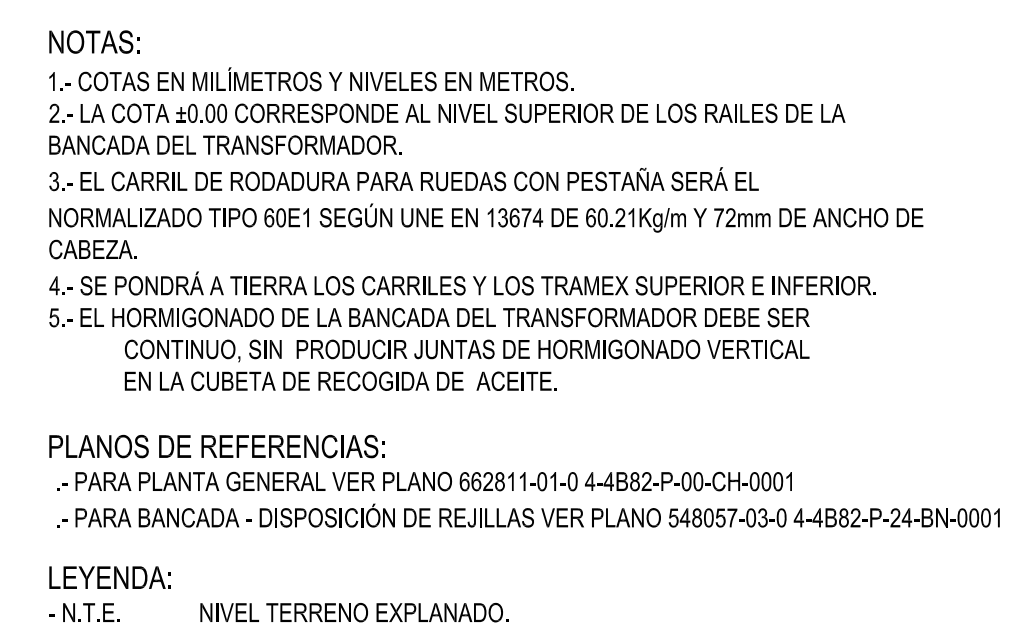 NOTAS:
1.- COTAS EN MILÍMETROS Y NIVELES EN METROS.
2.- LA COTA ±0.00 CORRESPONDE AL NIVEL SUPERIOR DE LOS RAILES DE LA
BANCADA DEL TRANSFORMADOR.
3.- EL CARRIL DE RODADURA PARA RUEDAS CON PESTAÑA SERÁ EL
NORMALIZADO TIPO 60E1 SEGÚN UNE EN 13674 DE 60.21Kg/m Y 72mm DE ANCHO DE
CABEZA.
4.- SE PONDRÁ A TIERRA LOS CARRILES Y LOS TRAMEX SUPERIOR E INFERIOR.
5.- EL HORMIGONADO DE LA BANCADA DEL TRANSFORMADOR DEBE SER
CONTINUO, SIN PRODUCIR JUNTAS DE HORMIGONADO VERTICAL
EN LA CUBETA DE RECOGIDA DE ACEITE.
PLANOS DE REFERENCIAS:
.- PARA PLANTA GENERAL VER PLANO 662811-01-0 4-4B82-P-00-CH-0001
.- PARA BANCADA - DISPOSICIÓN DE REJILLAS VER PLANO 548057-03-0 4-4B82-P-24-BN-0001
LEYENDA:
- N.T.E. NIVEL TERRENO EXPLANADO.